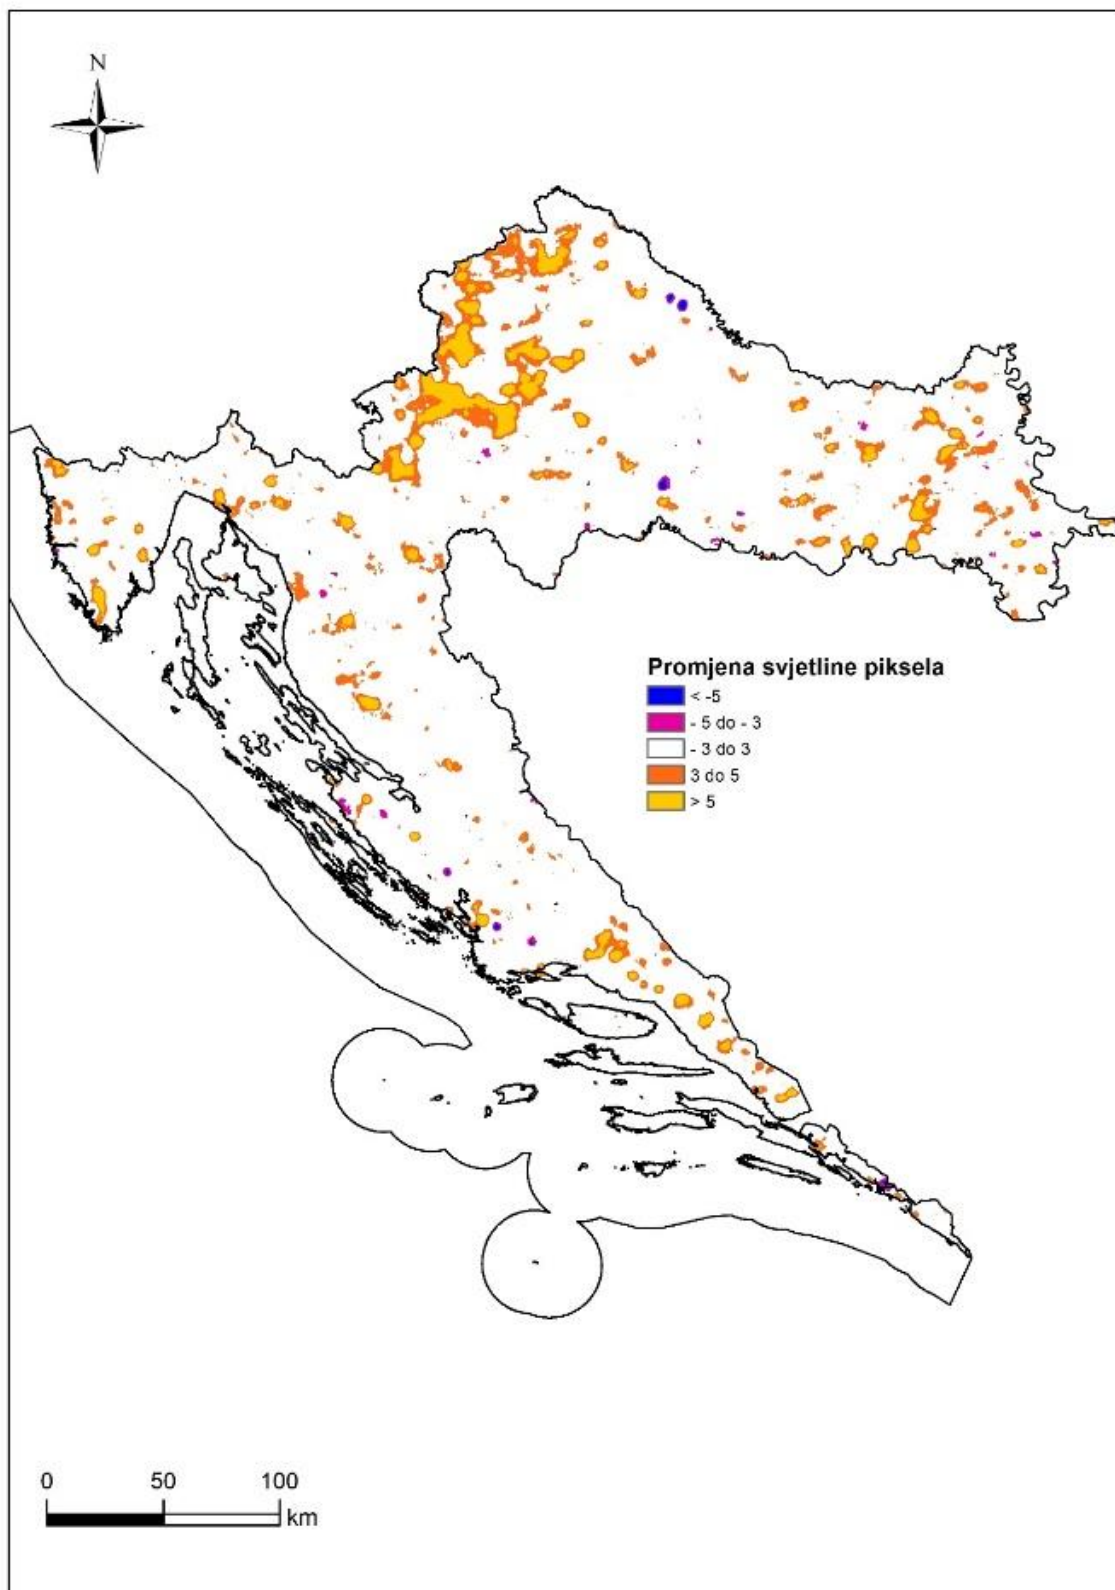 N
Promjena svjetline piksela
< -5
- 5 do - 3
- 3 do 3
3 do 5
> 5
0 50 100
km